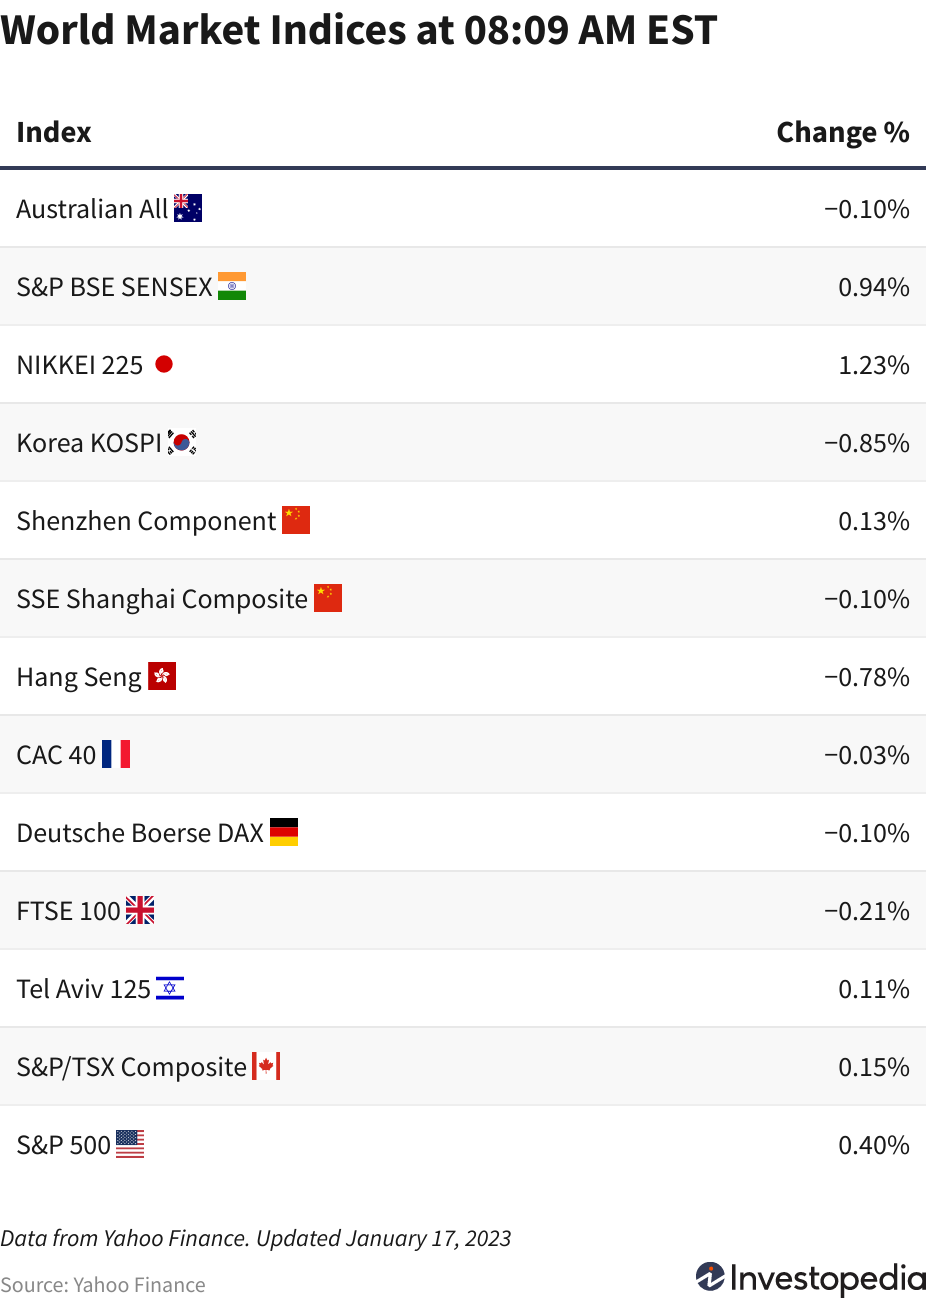 World Market Indices at 08:09 AM EST
Index Change %
Australian All −0.10%
S&P BSE SENSEX 0.94%
NIKKEI 225 1.23%
Korea KOSPI −0.85%
Shenzhen Component 0.13%
SSE Shanghai Composite −0.10%
Hang Seng −0.78%
CAC 40 −0.03%
Deutsche Boerse DAX −0.10%
FTSE 100 −0.21%
Tel Aviv 125 0.11%
S&P/TSX Composite 0.15%
S&P 500 0.40%
Data from Yahoo Finance. Updated January 17, 2023
Source: Yahoo Finance
Investopedia